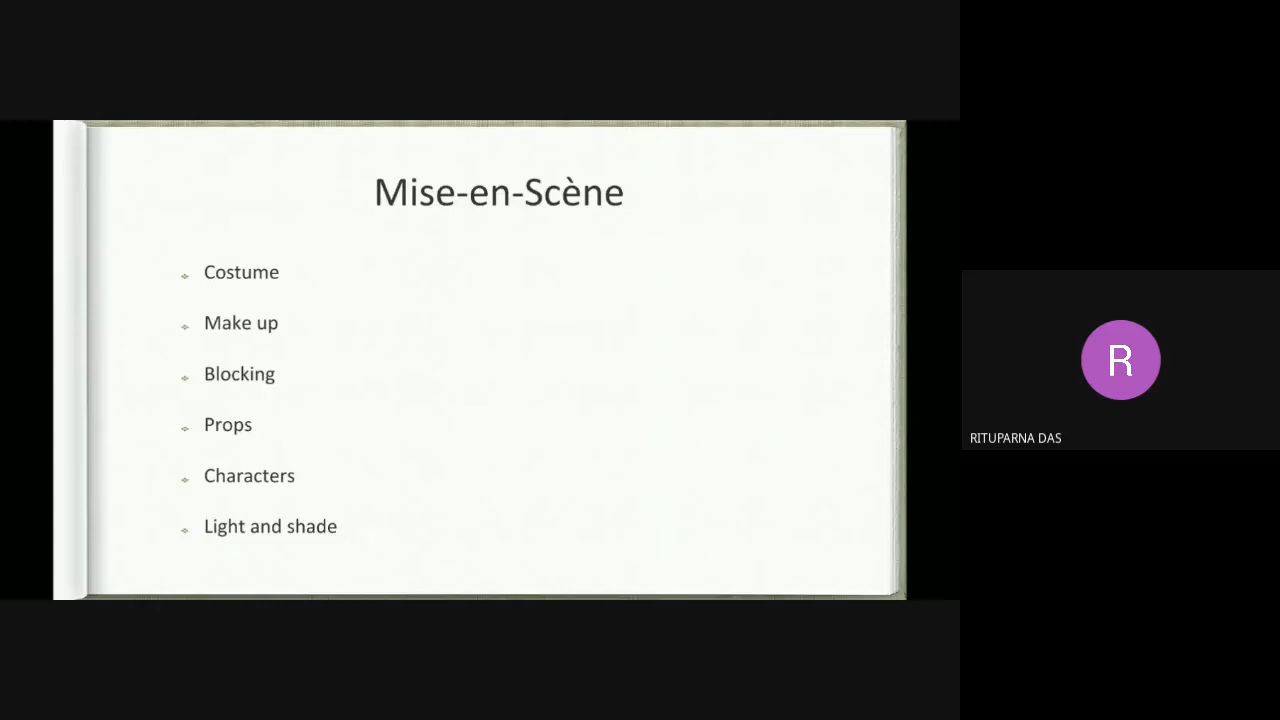 Mise-en-Scène
Costume
Make up
Blocking
Props
Characters
Light and shade
R
RITUPARNA DAS